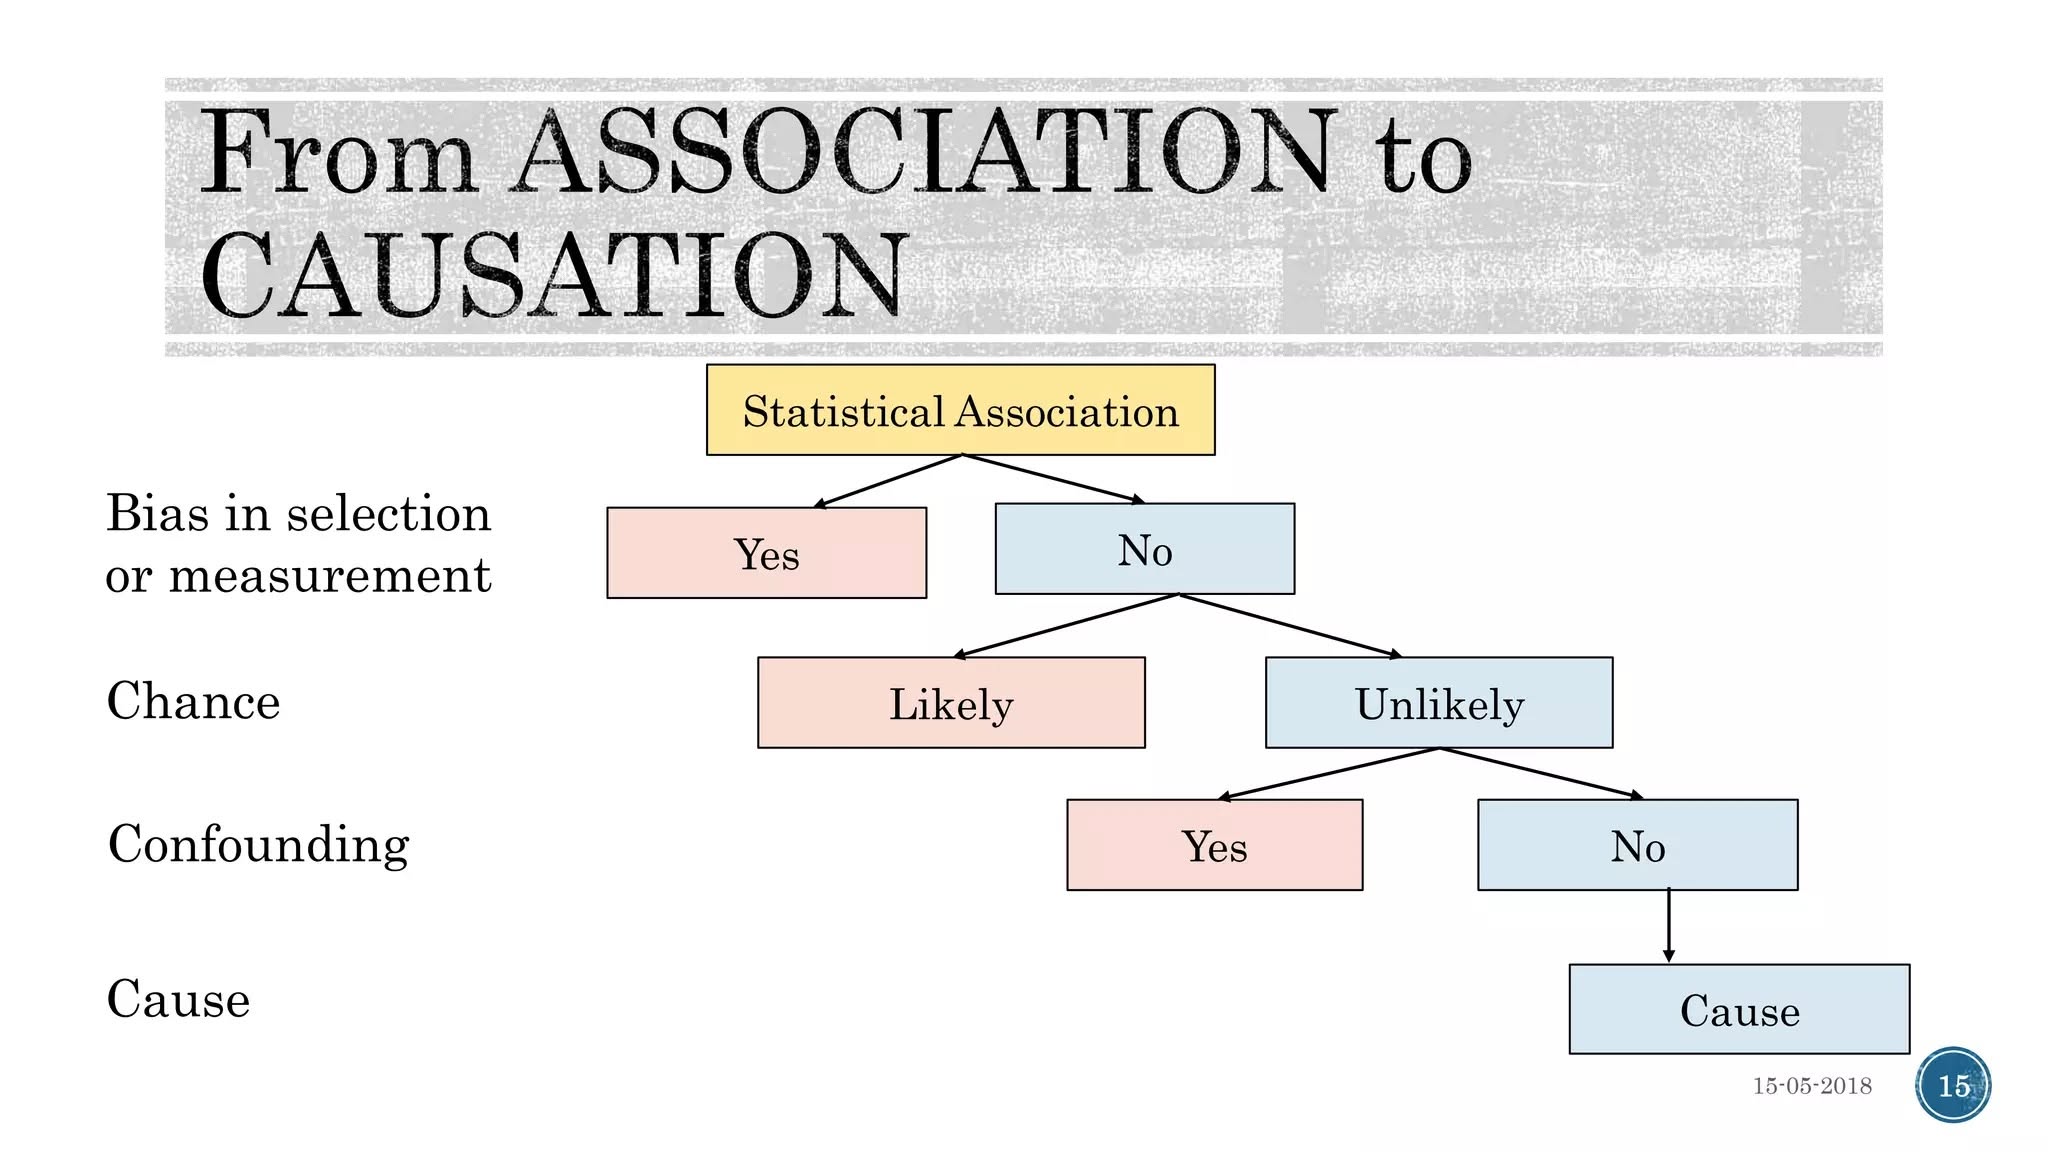 From ASSOCIATION to
CAUSATION
Statistical Association
Bias in selection
or measurement
Yes
No
Chance
Likely
Unlikely
Confounding
Yes
No
Cause
Cause
15-05-2018
15